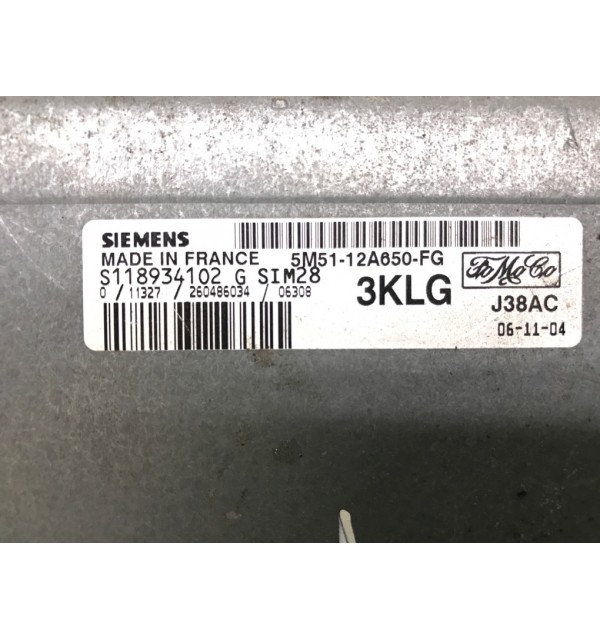 SIEMENS
MADE IN FRANCE 5M51-12A650-FG
S118934102 G SIM28
0 / 11327 / 260486034 / 06308
3KLG
FoMoCo
J38AC
06-11-04